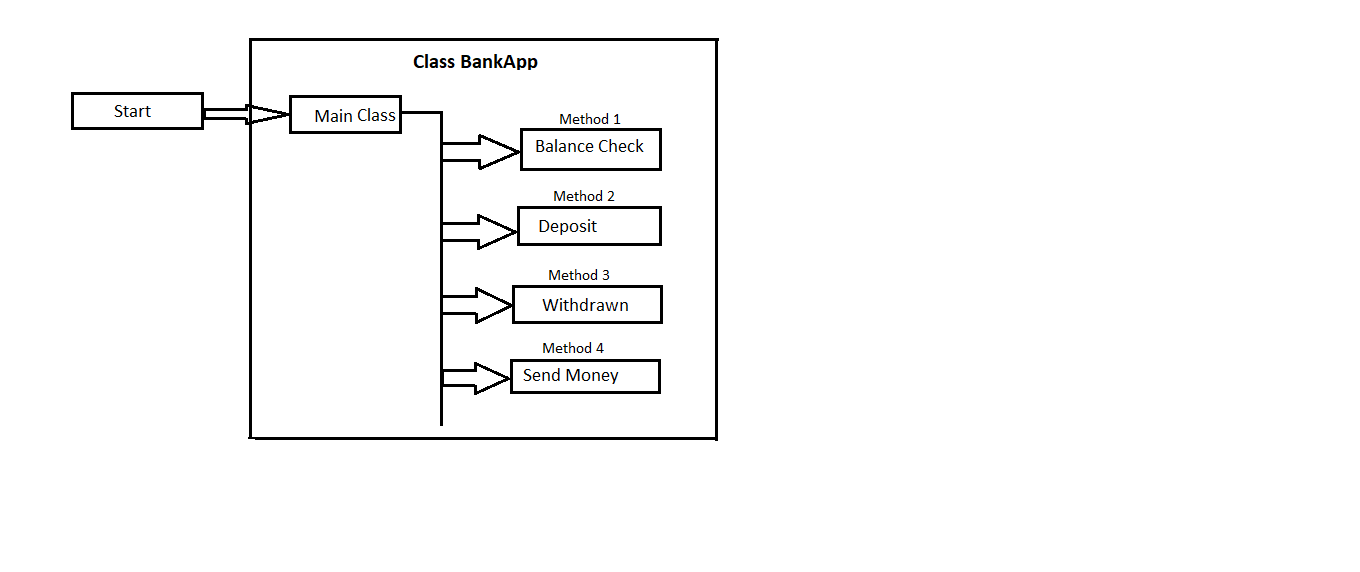 Class BankApp
Start
Main Class
Method 1
Balance Check
Method 2
Deposit
Method 3
Withdrawn
Method 4
Send Money